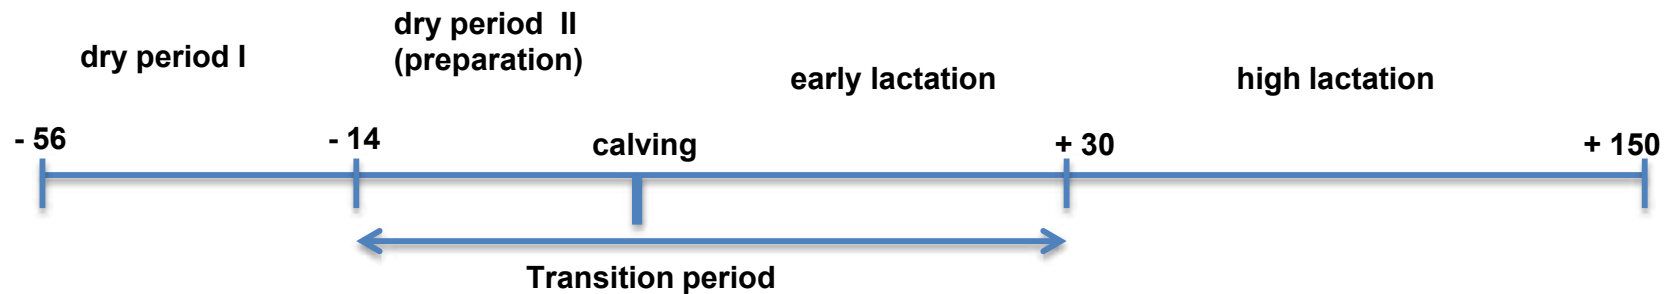 dry period I
dry period II
(preparation)
early lactation
high lactation
- 56
- 14
calving
+ 30
+ 150
Transition period